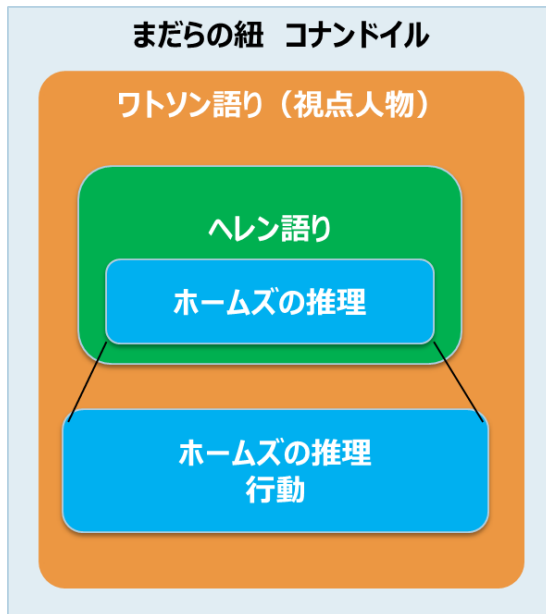 まだらの紐 コナンドイル
ワトソン語り（視点人物）
ヘレン語り
ホームズの推理
ホームズの推理
行動